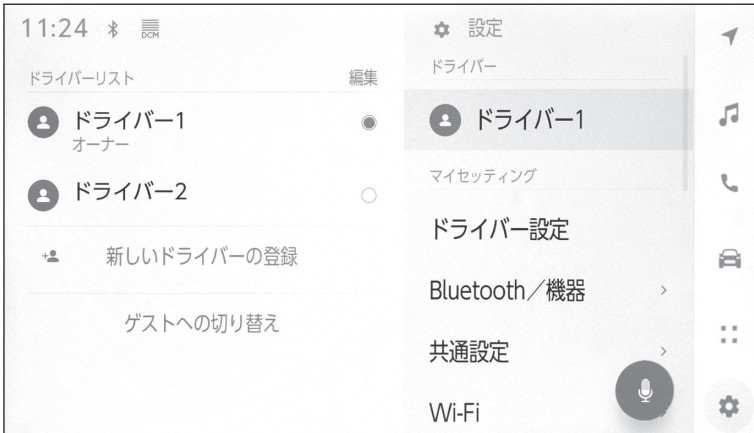 11:24
DCM
ドライバーリスト 編集
ドライバー1
オーナー
ドライバー2
新しいドライバーの登録
ゲストへの切り替え
設定
ドライバー
ドライバー1
マイセッティング
ドライバー設定
Bluetooth/機器
共通設定
Wi-Fi